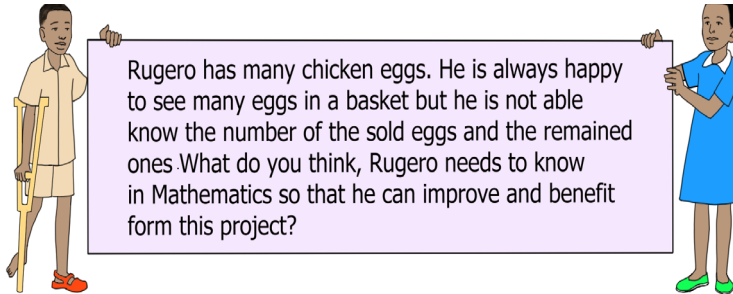 Rugero has many chicken eggs. He is always happy
to see many eggs in a basket but he is not able
know the number of the sold eggs and the remained
ones .What do you think, Rugero needs to know
in Mathematics so that he can improve and benefit
form this project?